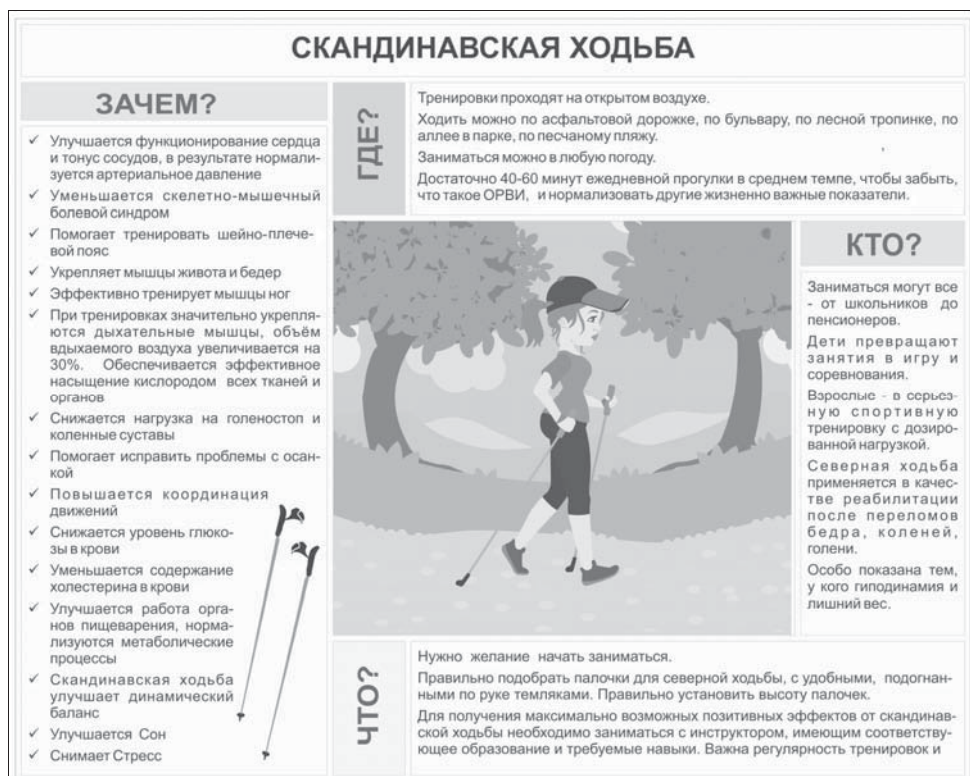 СКАНДИНАВСКАЯ ХОДЬБА
ЗАЧЕМ?
✓ Улучшается функционирование сердца
и тонус сосудов, в результате нормали-
зуется артериальное давление
✓ Уменьшается скелетно-мышечный
болевой синдром
✓ Помогает тренировать шейно-плече-
вой пояс
✓ Укрепляет мышцы живота и бедер
✓ Эффективно тренирует мышцы ног
✓ При тренировках значительно укрепля-
ются дыхательные мышцы, объём
вдыхаемого воздуха увеличивается на
30%. Обеспечивается эффективное
насыщение кислородом всех тканей и
органов
✓ Снижается нагрузка на голеностоп и
коленные суставы
✓ Помогает исправить проблемы с осан-
кой
✓ Повышается координация
движений
✓ Снижается уровень глюко-
зы в крови
✓ Уменьшается содержание
холестерина в крови
✓ Улучшается работа орга-
нов пищеварения, норма-
лизуются метаболические
процессы
✓ Скандинавская ходьба
улучшает динамический
баланс
✓ Улучшается Сон
✓ Снимает Стресс
ГДЕ?
Тренировки проходят на открытом воздухе.
Ходить можно по асфальтовой дорожке, по бульвару, по лесной тропинке, по
аллее в парке, по песчаному пляжу.
Заниматься можно в любую погоду.
Достаточно 40-60 минут ежедневной прогулки в среднем темпе, чтобы забыть,
что такое ОРВИ, и нормализовать другие жизненно важные показатели.
КТО?
Заниматься могут все
- от школьников до
пенсионеров.
Дети превращают
занятия в игру и
соревнования.
Взрослые - в серьез-
ную спортивную
тренировку с дозиро-
ванной нагрузкой.
Северная ходьба
применяется в качес-
тве реабилитации
после переломов
бедра, коленей,
голени.
Особо показана тем,
у кого гиподинамия и
лишний вес.
ЧТО?
Нужно желание начать заниматься.
Правильно подобрать палочки для северной ходьбы, с удобными, подогнан-
ными по руке темляками. Правильно установить высоту палочек.
Для получения максимально возможных позитивных эффектов от скандинав-
ской ходьбы необходимо заниматься с инструктором, имеющим соответству-
ющее образование и требуемые навыки. Важна регулярность тренировок и